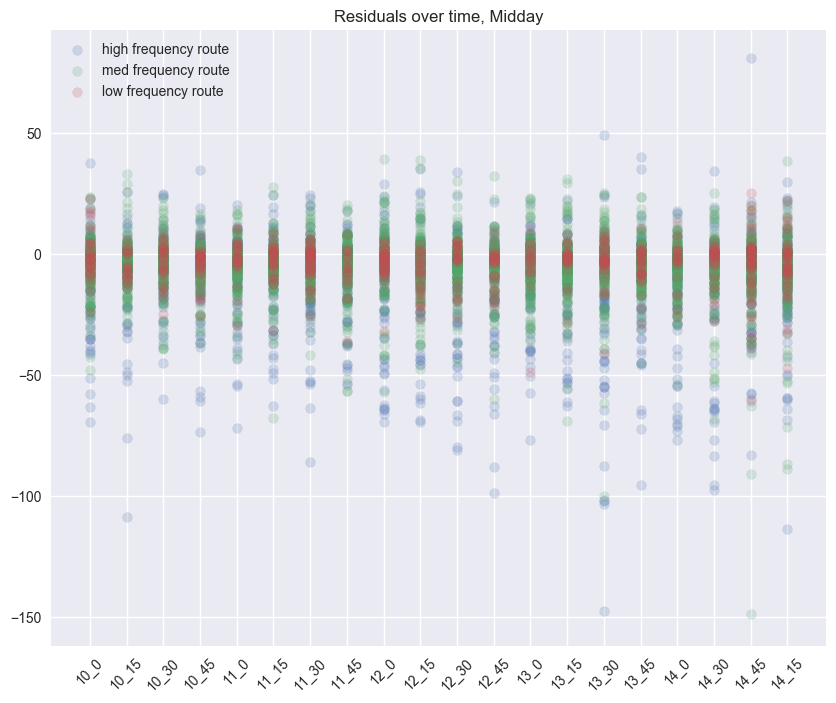 Residuals over time, Midday
high frequency route
med frequency route
low frequency route
50
0
−50
−100
−150
10_0 10_15 10_30 10_45 11_0 11_15 11_30 11_45 12_0 12_15 12_30 12_45 13_0 13_15 13_30 13_45 14_0 14_30 14_45 14_15